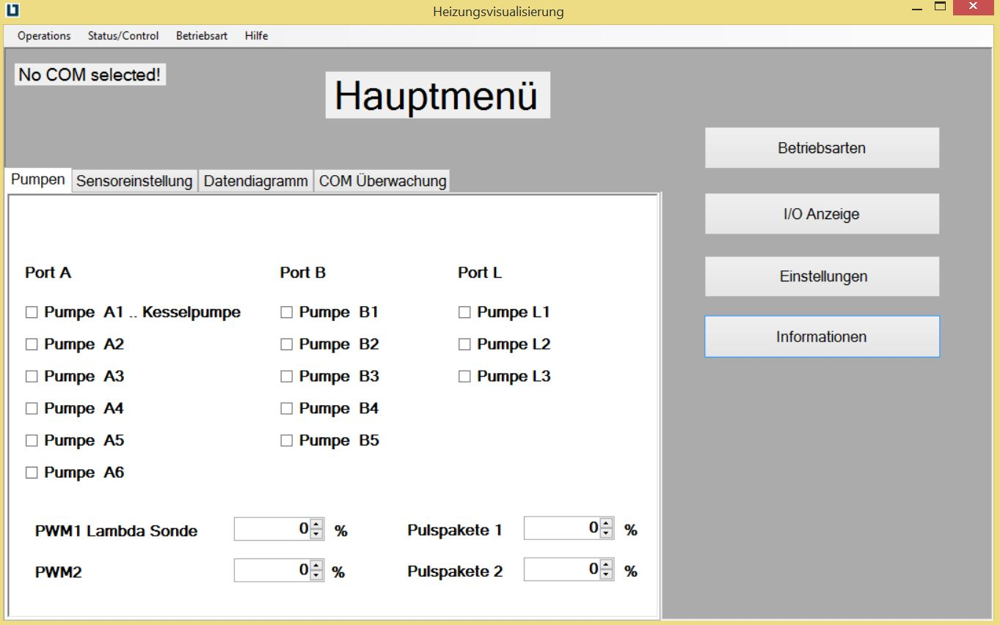 Heizungsvisualisierung
Operations Status/Control Betriebsart Hilfe
No COM selected!
Hauptmenü
Betriebsarten
Pumpen Sensoreinstellung Datendiagramm COM Überwachung
I/O Anzeige
Port A Port B Port L
Einstellungen
Pumpe A1 .. Kesselpumpe Pumpe B1 Pumpe L1
Informationen
Pumpe A2 Pumpe B2 Pumpe L2
Pumpe A3 Pumpe B3 Pumpe L3
Pumpe A4 Pumpe B4
Pumpe A5 Pumpe B5
Pumpe A6
PWM1 Lambda Sonde 0 % Pulspakete 1 0 %
PWM2 0 % Pulspakete 2 0 %